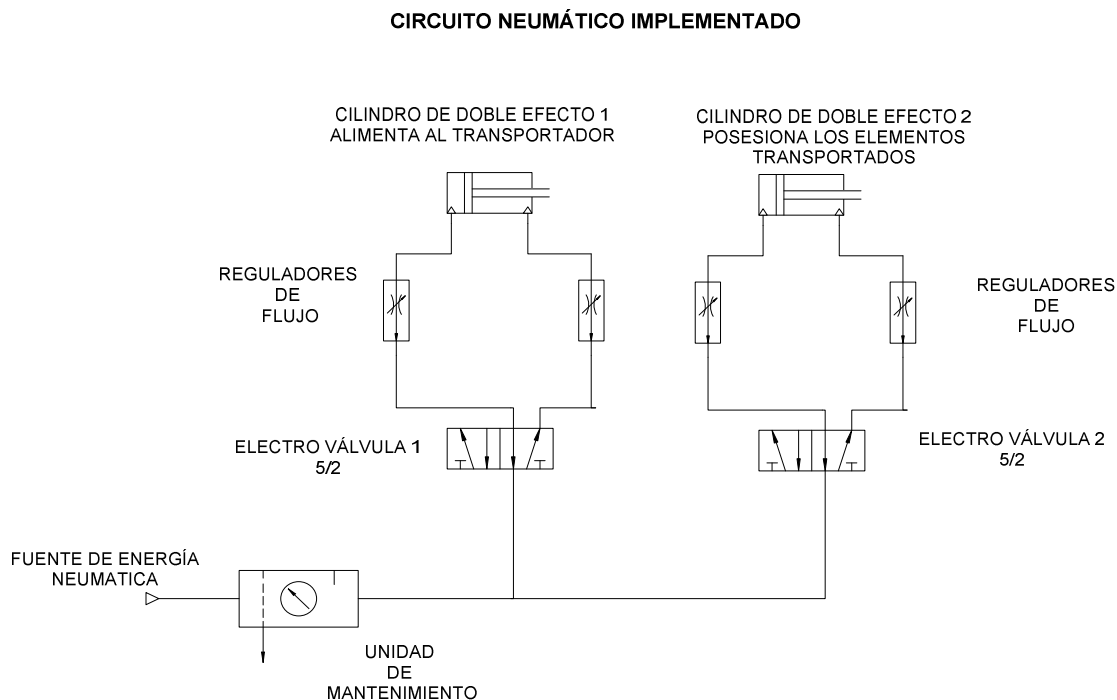 CIRCUITO NEUMÁTICO IMPLEMENTADO
CILINDRO DE DOBLE EFECTO 1
ALIMENTA AL TRANSPORTADOR
CILINDRO DE DOBLE EFECTO 2
POSESIONA LOS ELEMENTOS
TRANSPORTADOS
REGULADORES
DE
FLUJO
REGULADORES
DE
FLUJO
ELECTRO VÁLVULA 1
5/2
ELECTRO VÁLVULA 2
5/2
FUENTE DE ENERGÍA
NEUMATICA
UNIDAD
DE
MANTENIMIENTO